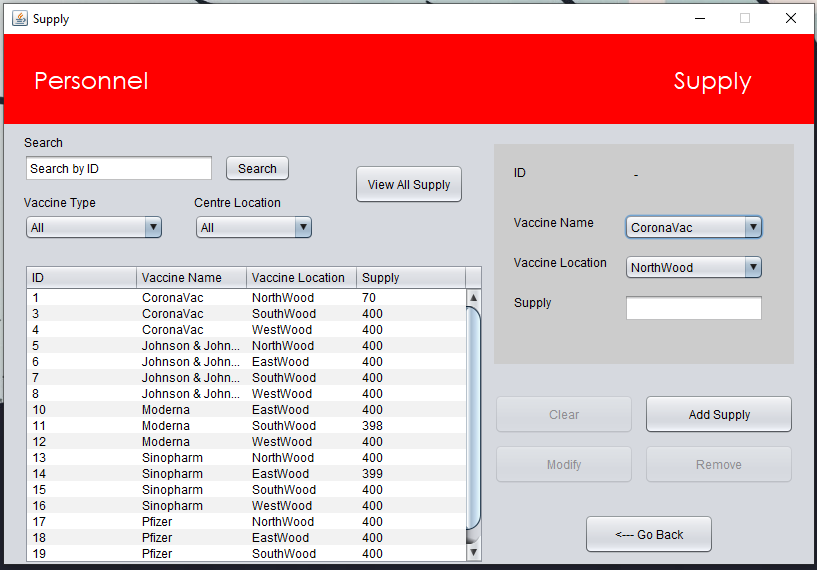 Supply
Personnel
Supply
Search
Search by ID
Search
View All Supply
Vaccine Type
Centre Location
All
All
ID Vaccine Name Vaccine Location Supply
1 CoronaVac NorthWood 70
3 CoronaVac SouthWood 400
4 CoronaVac WestWood 400
5 Johnson & John... NorthWood 400
6 Johnson & John... EastWood 400
7 Johnson & John... SouthWood 400
8 Johnson & John... WestWood 400
10 Moderna EastWood 400
11 Moderna SouthWood 398
12 Moderna WestWood 400
13 Sinopharm NorthWood 400
14 Sinopharm EastWood 399
15 Sinopharm SouthWood 400
16 Sinopharm WestWood 400
17 Pfizer NorthWood 400
18 Pfizer EastWood 400
19 Pfizer SouthWood 400
ID -
Vaccine Name CoronaVac
Vaccine Location NorthWood
Supply
Clear
Add Supply
Modify
Remove
<--- Go Back